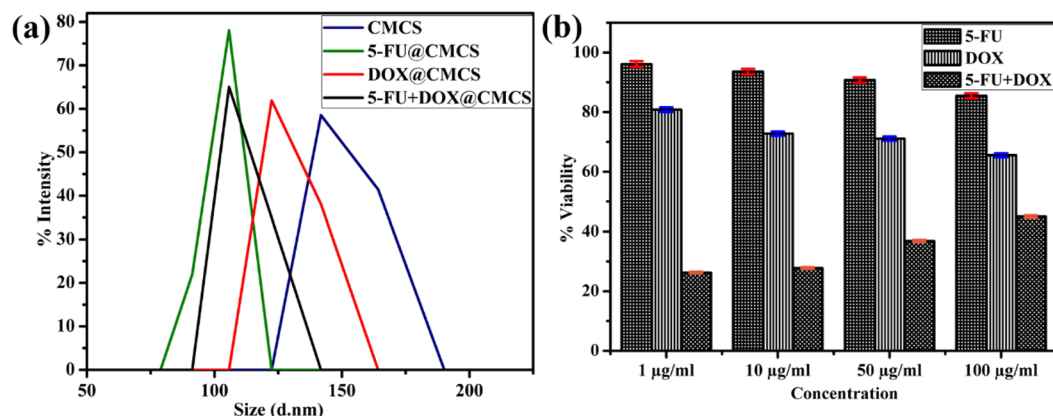 (a)
80
70
60
50
40
30
20
10
0
% Intensity
CMCS
5-FU@CMCS
DOX@CMCS
5-FU+DOX@CMCS
50
100
150
200
Size (d.nm)
(b)
100
80
60
40
20
0
% Viability
5-FU
DOX
5-FU+DOX
1 µg/ml
10 µg/ml
50 µg/ml
100 µg/ml
Concentration